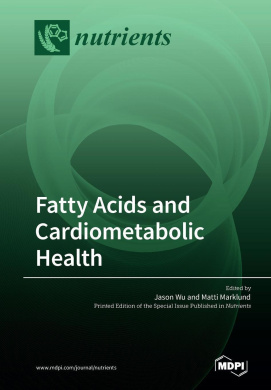 nutrients
Fatty Acids and
Cardiometabolic
Health
Edited by
Jason Wu and Matti Marklund
Printed Edition of the Special Issue Published in Nutrients
www.mdpi.com/journal/nutrients
MDPI